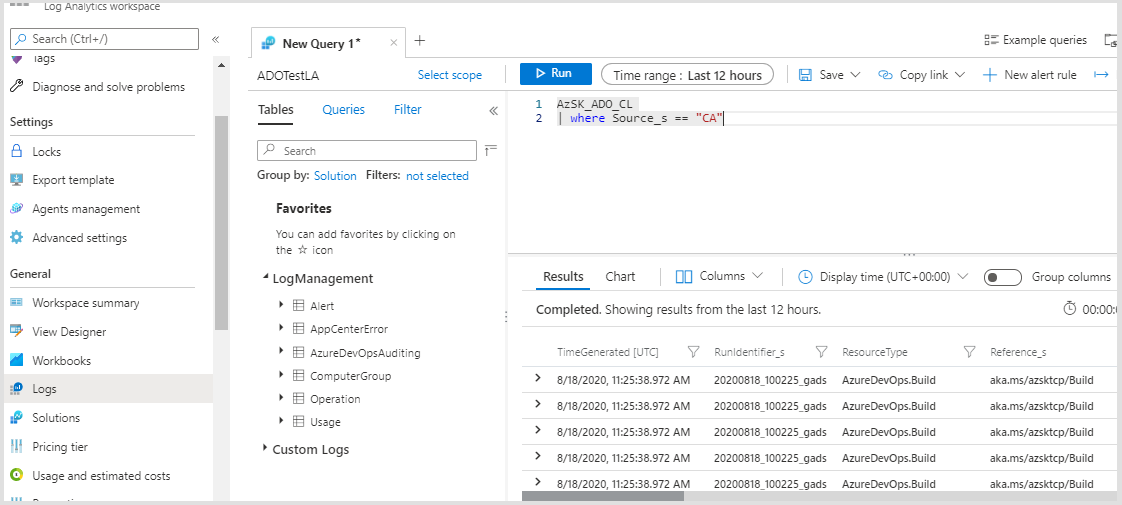 Log Analytics workspace
Search (Ctrl+/)
«
Tags
Diagnose and solve problems
Settings
Locks
Export template
Agents management
Advanced settings
General
Workspace summary
View Designer
Workbooks
Logs
Solutions
Pricing tier
Usage and estimated costs
New Query 1*
×
+
Example queries
ADOTestLA
Select scope
Run
Time range : Last 12 hours
Save
Copy link
New alert rule
Tables
Queries
Filter
«
Search
Group by: Solution Filters: not selected
Favorites
You can add favorites by clicking on
the ☆ icon
LogManagement
Alert
AppCenterError
AzureDevOpsAuditing
ComputerGroup
Operation
Usage
Custom Logs
1 AzSK_ADO_CL
2 | where Source_s == "CA"
Results
Chart
Columns
Display time (UTC+00:00)
Group columns
Completed. Showing results from the last 12 hours.
00:00:
TimeGenerated [UTC] RunIdentifier_s ResourceType Reference_s
8/18/2020, 11:25:38.972 AM 20200818_100225_gads AzureDevOps.Build aka.ms/azsktcp/Build
8/18/2020, 11:25:38.972 AM 20200818_100225_gads AzureDevOps.Build aka.ms/azsktcp/Build
8/18/2020, 11:25:38.972 AM 20200818_100225_gads AzureDevOps.Build aka.ms/azsktcp/Build
8/18/2020, 11:25:38.972 AM 20200818_100225_gads AzureDevOps.Build aka.ms/azsktcp/Build
8/18/2020, 11:25:38.972 AM 20200818_100225_gads AzureDevOps.Build aka.ms/azsktcp/Build